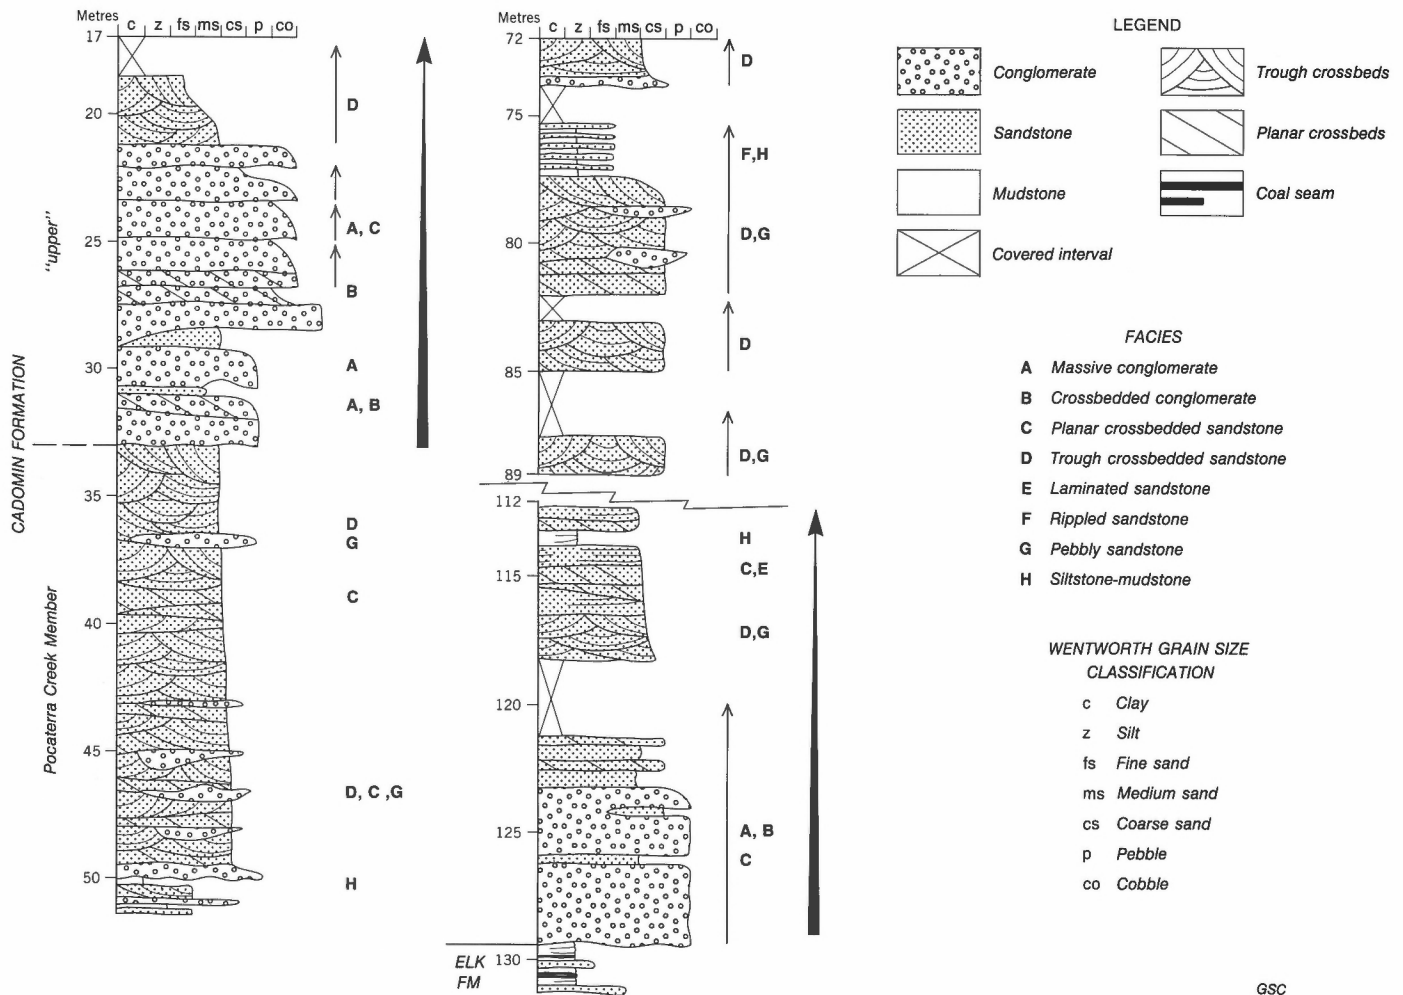 Metres
c z fs ms cs p co
17
20
25
30
35
40
45
50
"upper"
CADOMIN FORMATION
Pocaterra Creek Member
D
A, C
B
A
A, B
D
G
C
D, C ,G
H
Metres
c z fs ms cs p co
72
75
80
85
89
112
115
120
125
130
D
F,H
D,G
D
D,G
H
C,E
D,G
A, B
C
ELK
FM
LEGEND
Conglomerate
Sandstone
Mudstone
Covered interval
Trough crossbeds
Planar crossbeds
Coal seam
FACIES
A Massive conglomerate
B Crossbedded conglomerate
C Planar crossbedded sandstone
D Trough crossbedded sandstone
E Laminated sandstone
F Rippled sandstone
G Pebbly sandstone
H Siltstone-mudstone
WENTWORTH GRAIN SIZE
CLASSIFICATION
c Clay
z Silt
fs Fine sand
ms Medium sand
cs Coarse sand
p Pebble
co Cobble
GSC